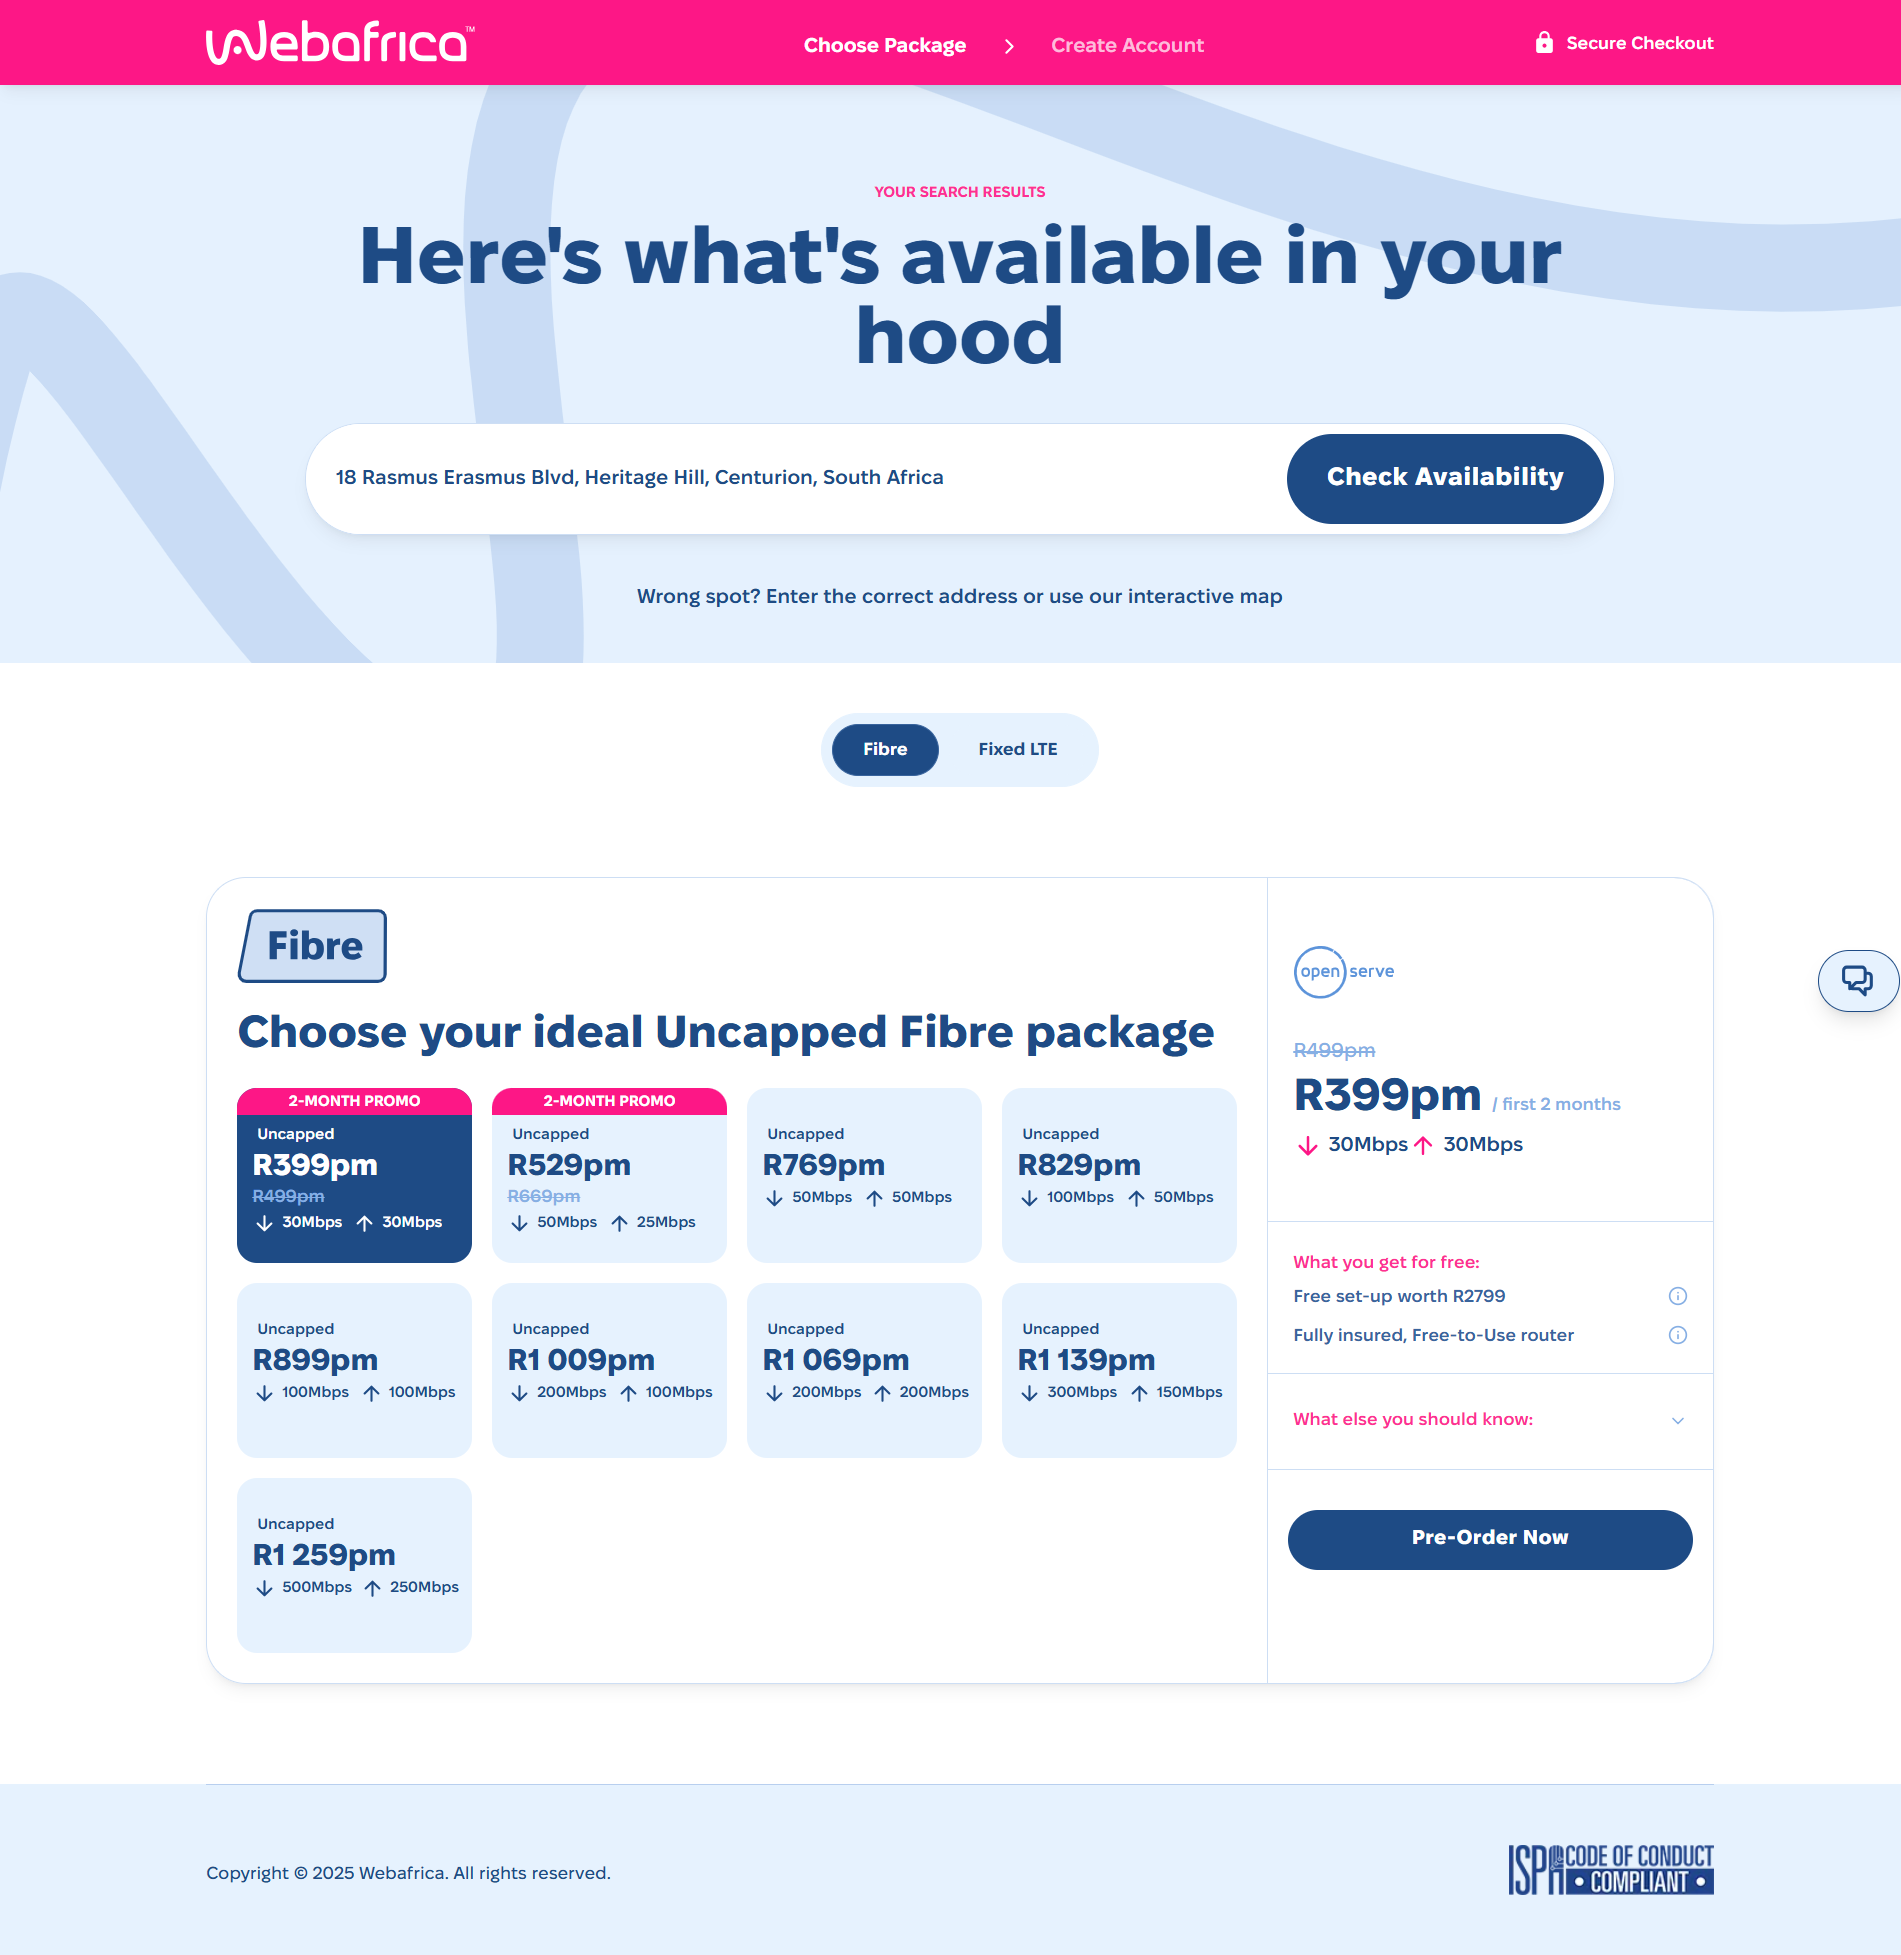 Webafrica™
Choose Package
Create Account
Secure Checkout
YOUR SEARCH RESULTS
Here's what's available in your
hood
18 Rasmus Erasmus Blvd, Heritage Hill, Centurion, South Africa
Check Availability
Wrong spot? Enter the correct address or use our interactive map
Fibre
Fixed LTE
Fibre
Choose your ideal Uncapped Fibre package
2-MONTH PROMO
Uncapped
R399pm
R499pm
30Mbps 30Mbps
2-MONTH PROMO
Uncapped
R529pm
R669pm
50Mbps 25Mbps
Uncapped
R769pm
50Mbps 50Mbps
Uncapped
R829pm
100Mbps 50Mbps
Uncapped
R899pm
100Mbps 100Mbps
Uncapped
R1 009pm
200Mbps 100Mbps
Uncapped
R1 069pm
200Mbps 200Mbps
Uncapped
R1 139pm
300Mbps 150Mbps
Uncapped
R1 259pm
500Mbps 250Mbps
open serve
R499pm
R399pm / first 2 months
30Mbps 30Mbps
What you get for free:
Free set-up worth R2799
Fully insured, Free-to-Use router
What else you should know:
Pre-Order Now
Copyright © 2025 Webafrica. All rights reserved.
ISPA CODE OF CONDUCT
• COMPLIANT •